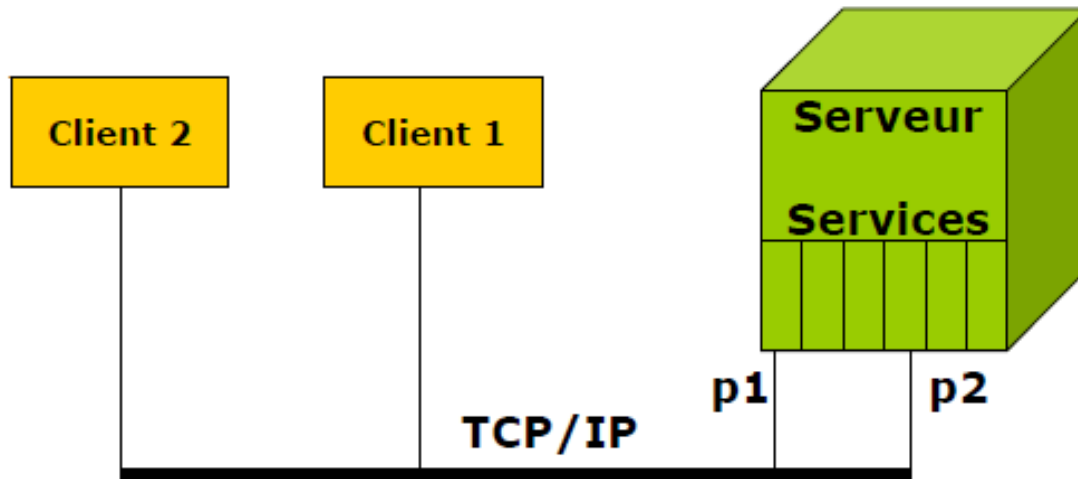 Client 2
Client 1
Serveur
Services
p1
p2
TCP/IP